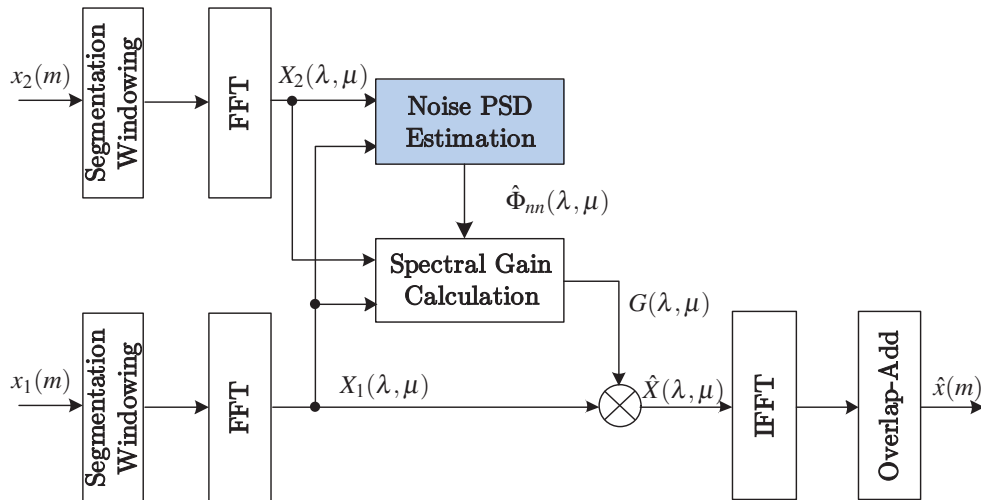 x₂(m)
Segmentation
Windowing
FFT
X₂(λ, μ)
Noise PSD
Estimation
Φ̂ₙₙ(λ, μ)
Spectral Gain
Calculation
G(λ, μ)
x₁(m)
Segmentation
Windowing
FFT
X₁(λ, μ)
X̂(λ, μ)
IFFT
Overlap-Add
x̂(m)